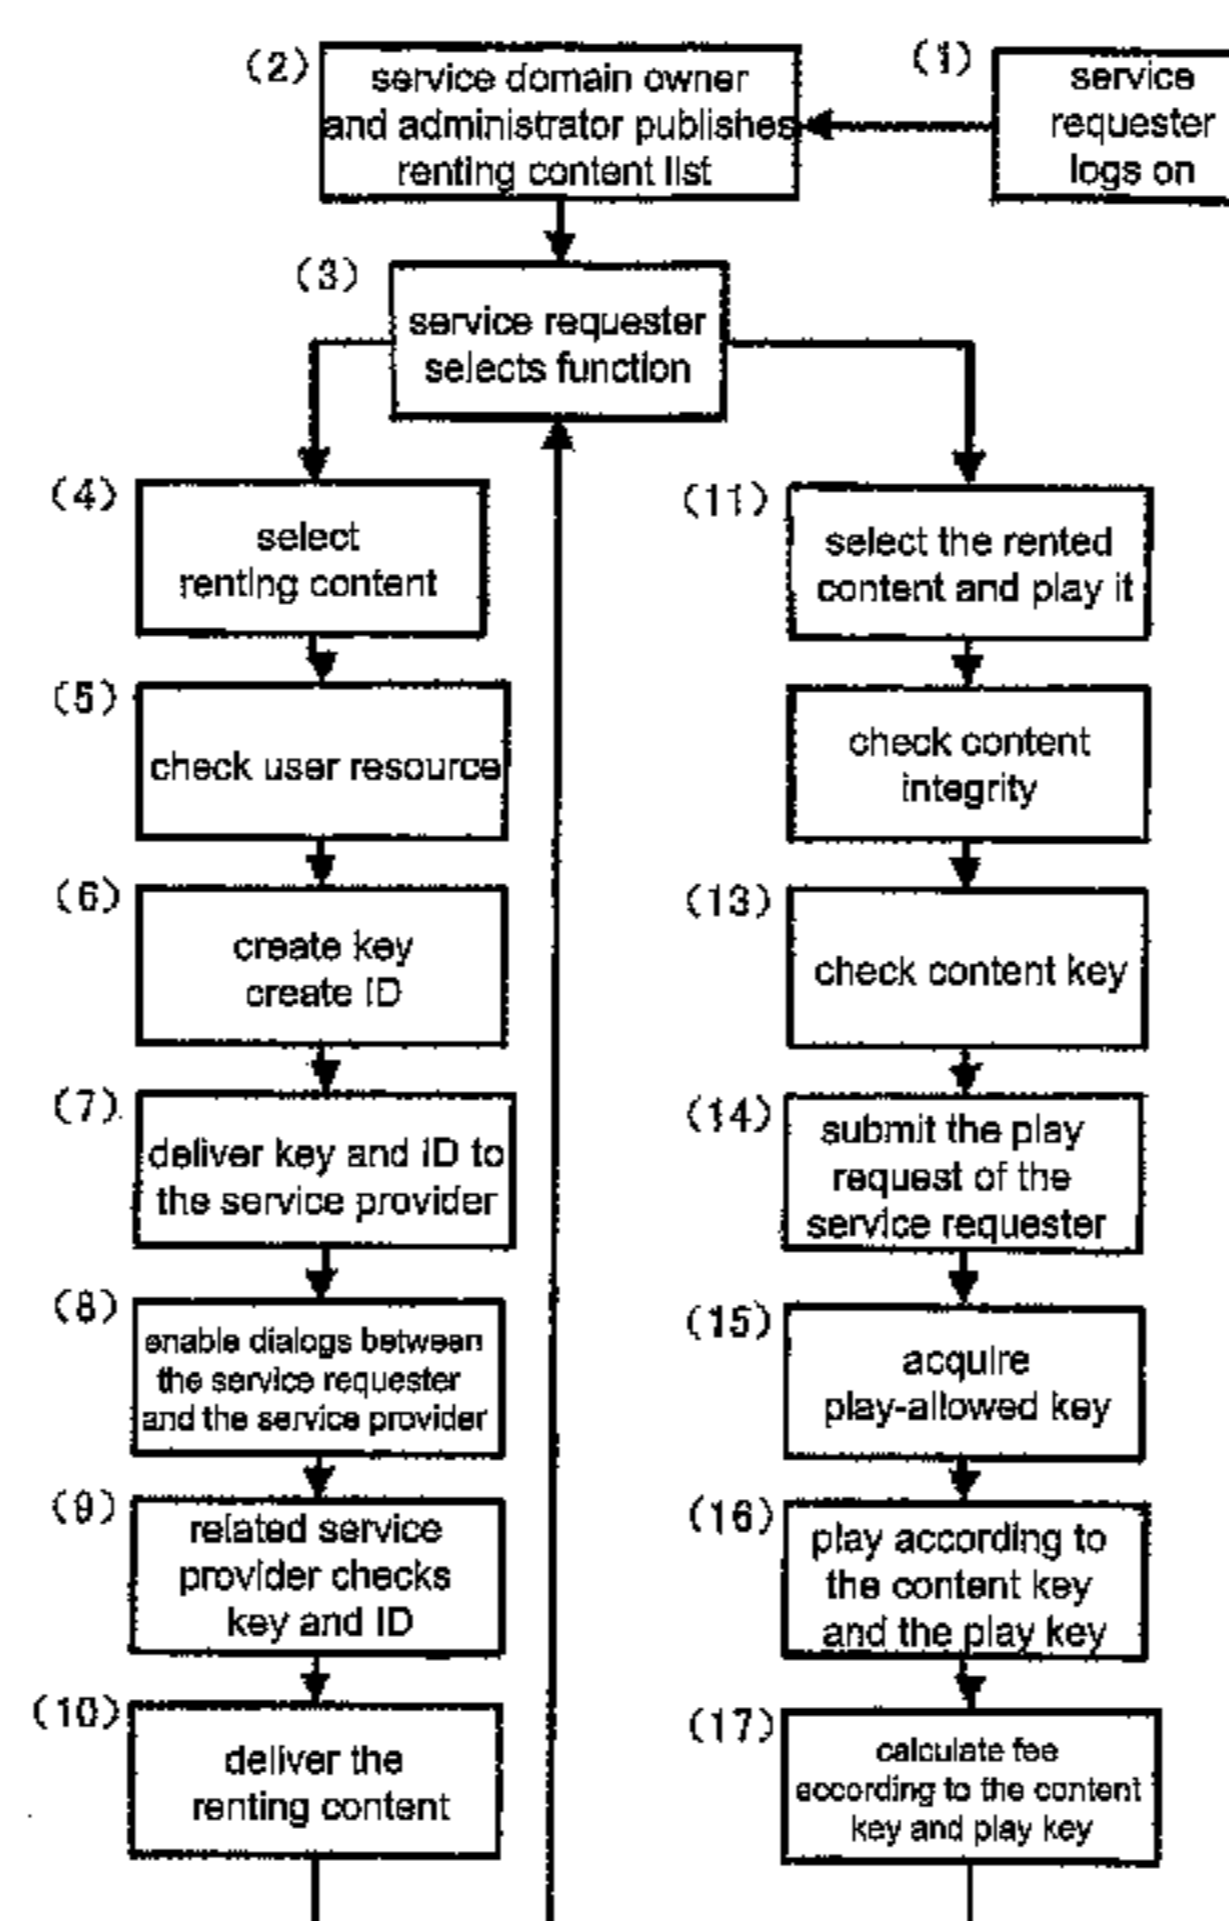 (1)
service
requester
logs on
(2)
service domain owner
and administrator publishes
renting content list
(3)
service requester
selects function
(4)
select
renting content
(5)
check user resource
(6)
create key
create ID
(7)
deliver key and ID to
the service provider
(8)
enable dialogs between
the service requester
and the service provider
(9)
related service
provider checks
key and ID
(10)
deliver the
renting content
(11)
select the rented
content and play it
check content
integrity
(13)
check content key
(14)
submit the play
request of the
service requester
(15)
acquire
play-allowed key
(16)
play according to
the content key
and the play key
(17)
calculate fee
according to the content
key and play key